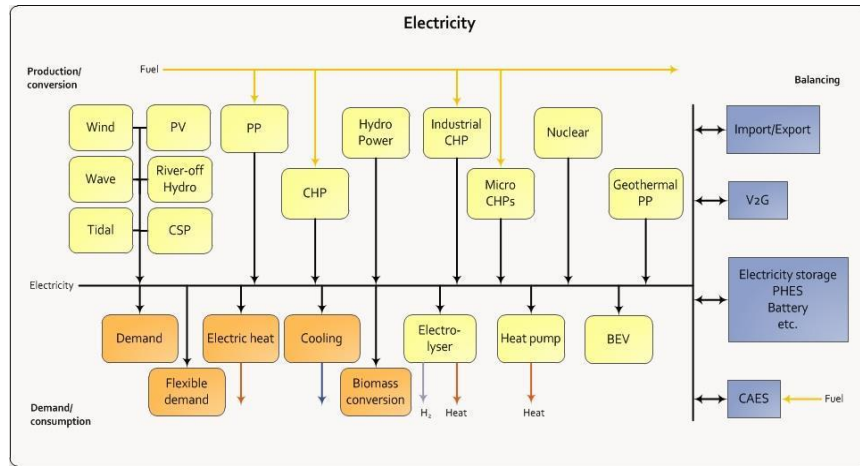 Electricity
Production/
conversion
Fuel
Balancing
Wind
PV
PP
Hydro
Power
Industrial
CHP
Nuclear
Import/Export
Wave
River-off
Hydro
CHP
Micro
CHPs
Geothermal
PP
V2G
Tidal
CSP
Electricity
Electricity storage
PHES
Battery
etc.
Demand
Electric heat
Cooling
Electro-
lyser
Heat pump
BEV
Flexible
demand
Biomass
conversion
Demand/
consumption
H₂
Heat
Heat
CAES
Fuel